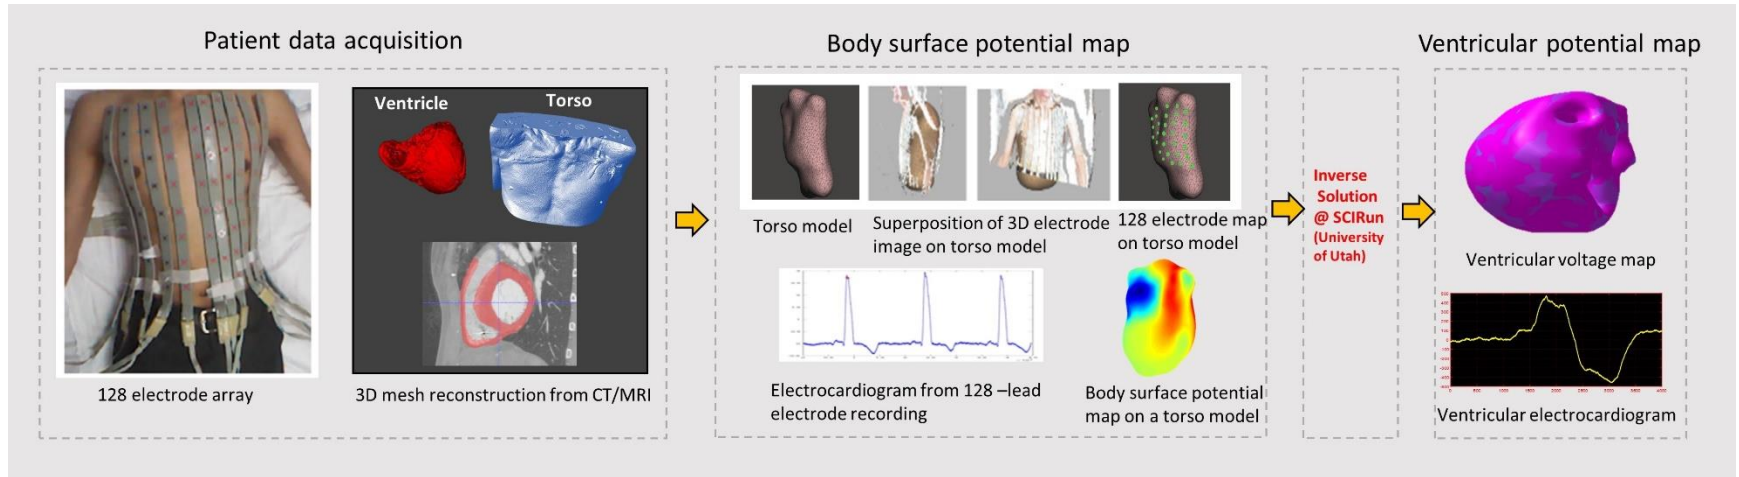 Patient data acquisition
Ventricle
Torso
128 electrode array
3D mesh reconstruction from CT/MRI
Body surface potential map
Torso model
Superposition of 3D electrode
image on torso model
128 electrode map
on torso model
Electrocardiogram from 128 –lead
electrode recording
Body surface potential
map on a torso model
Inverse
Solution
@ SCIRun
(University
of Utah)
Ventricular potential map
Ventricular voltage map
Ventricular electrocardiogram